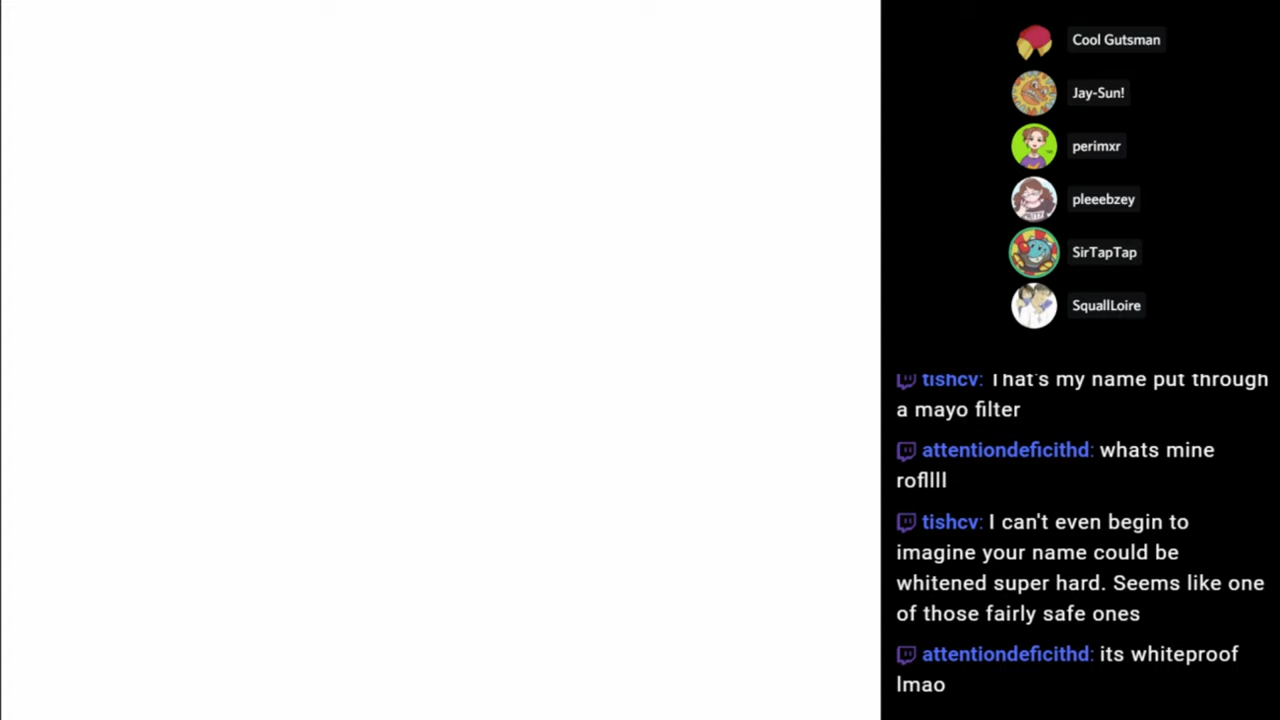 Cool Gutsman
Jay-Sun!
perimxr
pleeebzey
SirTapTap
SquallLoire
tishcv: That's my name put through
a mayo filter
attentiondeficithd: whats mine
roflllll
tishcv: I can't even begin to
imagine your name could be
whitened super hard. Seems like one
of those fairly safe ones
attentiondeficithd: its whiteproof
lmao